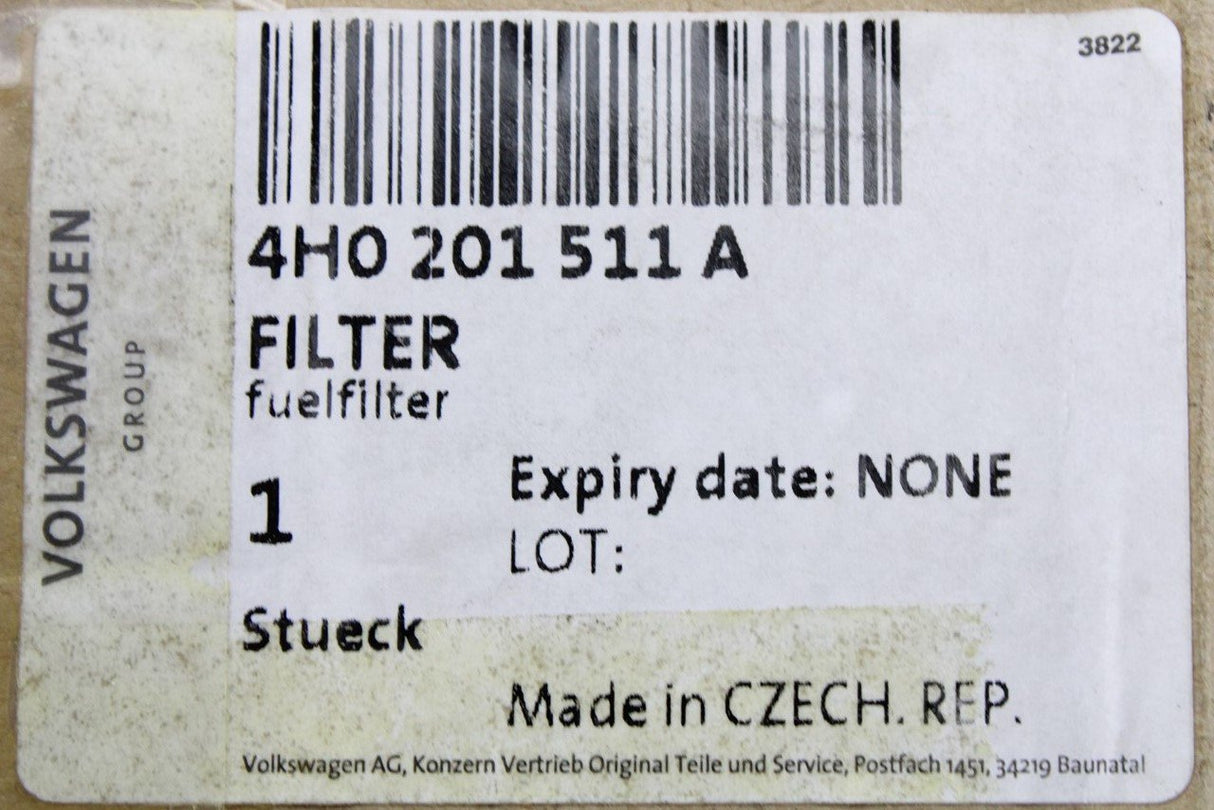 3822
VOLKSWAGEN
GROUP
4H0 201 511 A
FILTER
fuelfilter
1
Expiry date: NONE
LOT:
Stueck
Made in CZECH. REP.
Volkswagen AG, Konzern Vertrieb Original Teile und Service, Postfach 1451, 34219 Baunatal